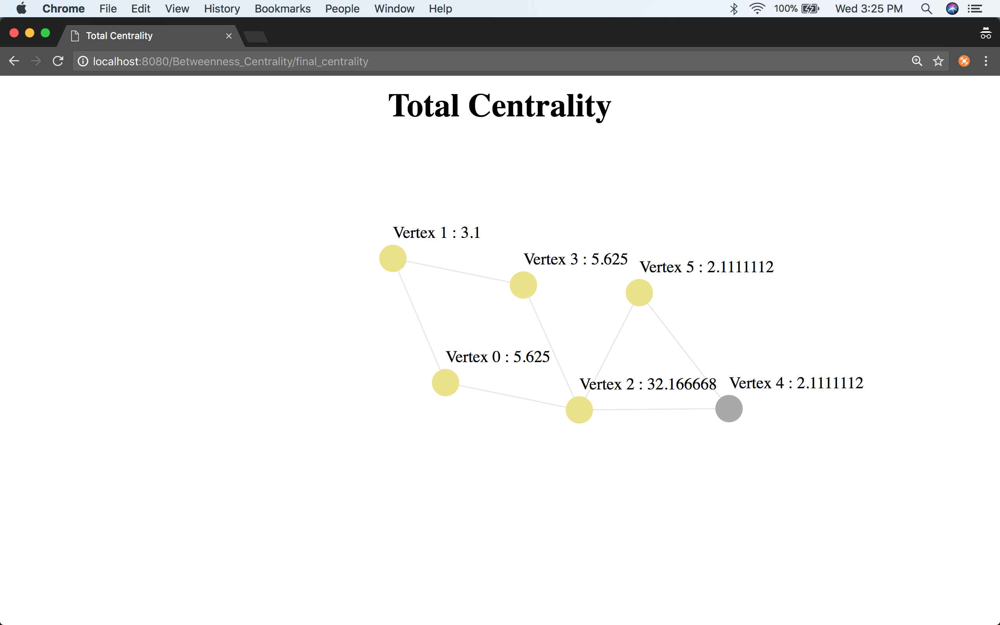 Chrome File Edit View History Bookmarks People Window Help 100% Wed 3:25 PM
Total Centrality
localhost:8080/Betweenness_Centrality/final_centrality
Total Centrality
Vertex 1 : 3.1
Vertex 3 : 5.625
Vertex 5 : 2.1111112
Vertex 0 : 5.625
Vertex 2 : 32.166668
Vertex 4 : 2.1111112